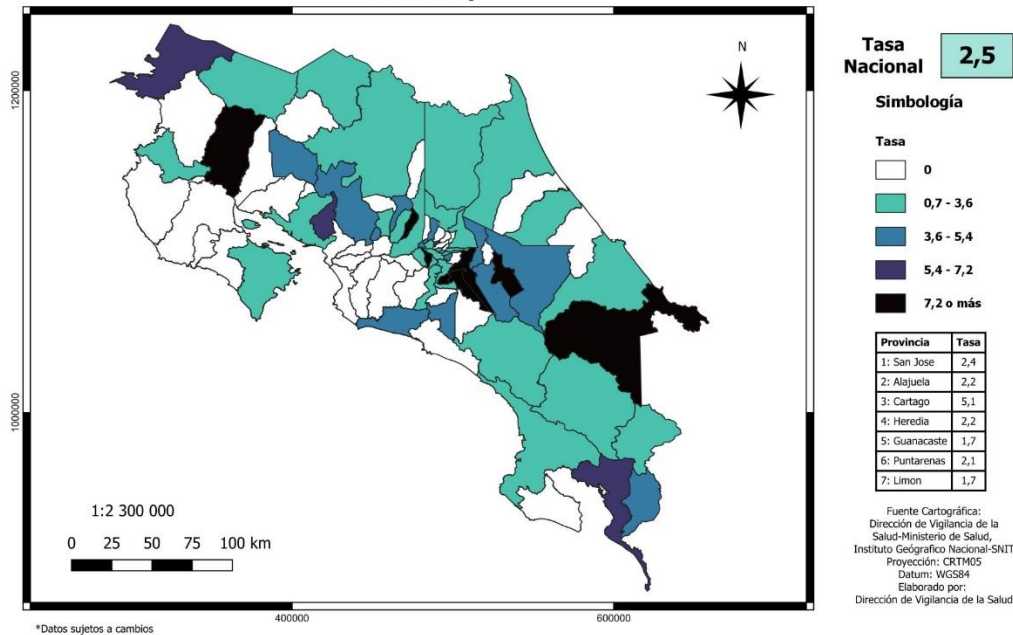 N
1200000
1000000
1:2 300 000
0 25 50 75 100 km
400000 600000
*Datos sujetos a cambios
Tasa
Nacional
2,5
Simbología
Tasa
0
0,7 - 3,6
3,6 - 5,4
5,4 - 7,2
7,2 o más
Provincia Tasa
1: San Jose 2,4
2: Alajuela 2,2
3: Cartago 5,1
4: Heredia 2,2
5: Guanacaste 1,7
6: Puntarenas 2,1
7: Limon 1,7
Fuente Cartográfica:
Dirección de Vigilancia de la
Salud-Ministerio de Salud,
Instituto Geógrafico Nacional-SNIT
Proyección: CRTM05
Datum: WGS84
Elaborado por:
Dirección de Vigilancia de la Salud